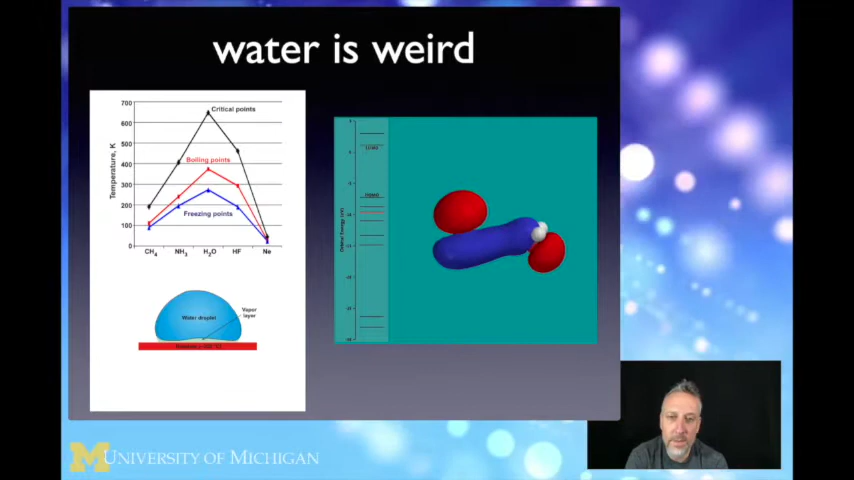 water is weird
700
600
500
400
300
200
100
0
Temperature, K
Critical points
Boiling points
Freezing points
CH4 NH3 H2O HF Ne
Water droplet
Vapor
layer
UNIVERSITY OF MICHIGAN